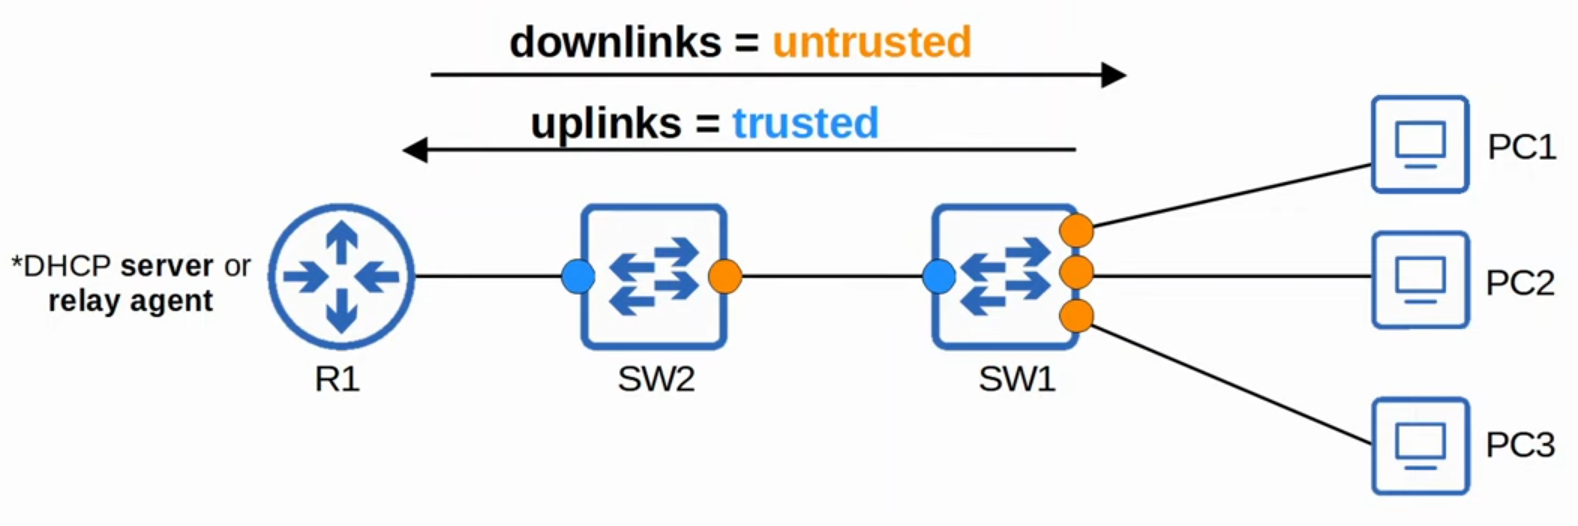 downlinks = untrusted
uplinks = trusted
PC1
*DHCP server or
relay agent
PC2
R1
SW2
SW1
PC3